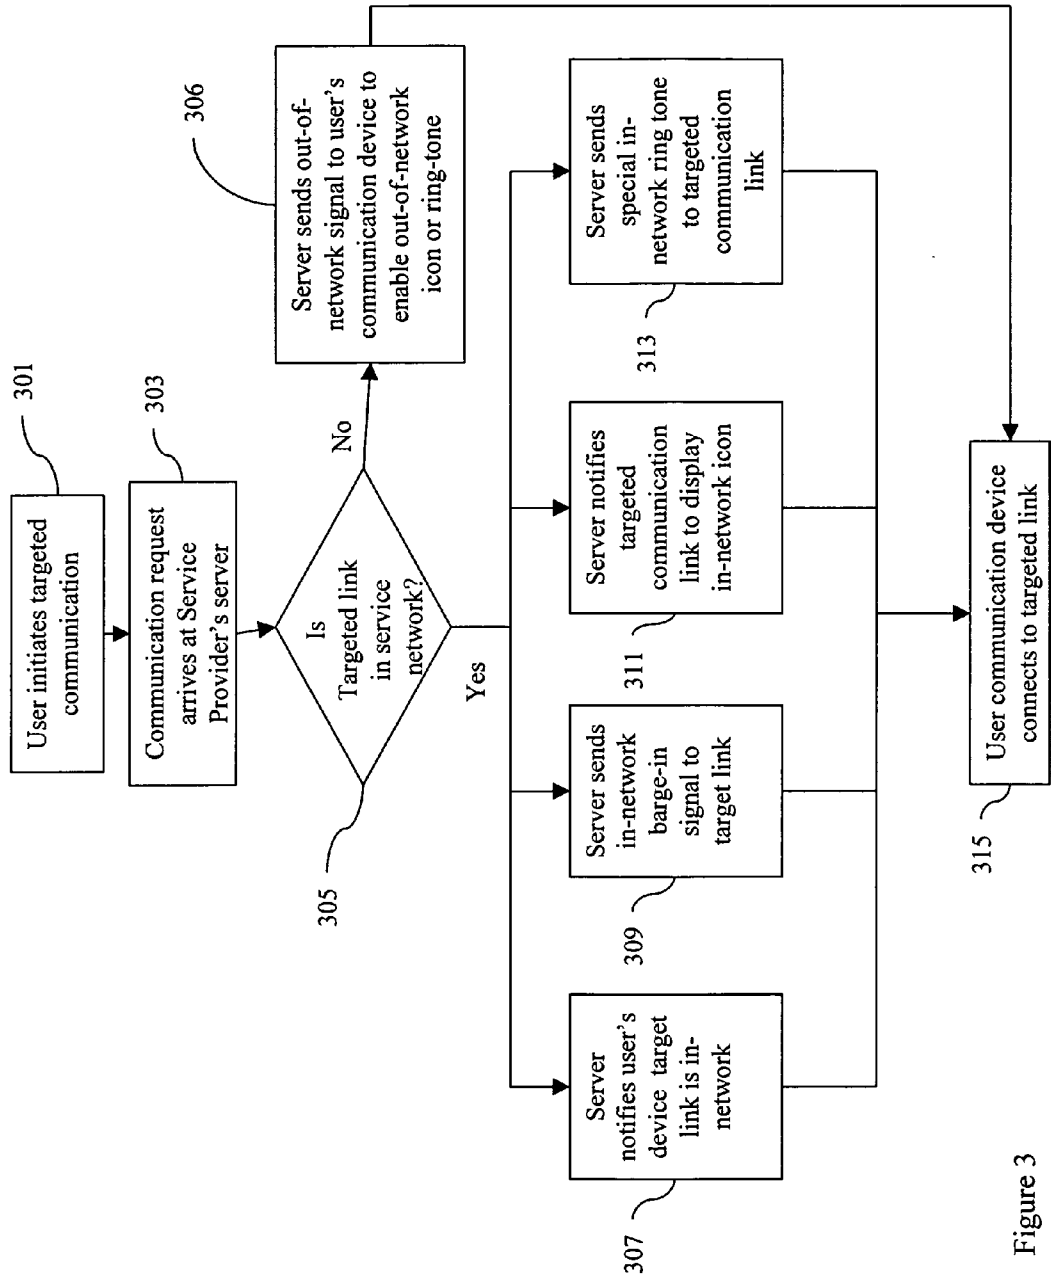 301
User initiates targeted
communication
303
Communication request
arrives at Service
Provider's server
305
Is
Targeted link
in service
network?
No
306
Server sends out-of-
network signal to user's
communication device to
enable out-of-network
icon or ring-tone
Yes
307
Server
notifies user's
device target
link is in-
network
309
Server sends
in-network
barge-in
signal to
target link
311
Server notifies
targeted
communication
link to display
in-network icon
313
Server sends
special in-
network ring tone
to targeted
communication
link
315
User communication device
connects to targeted link
Figure 3